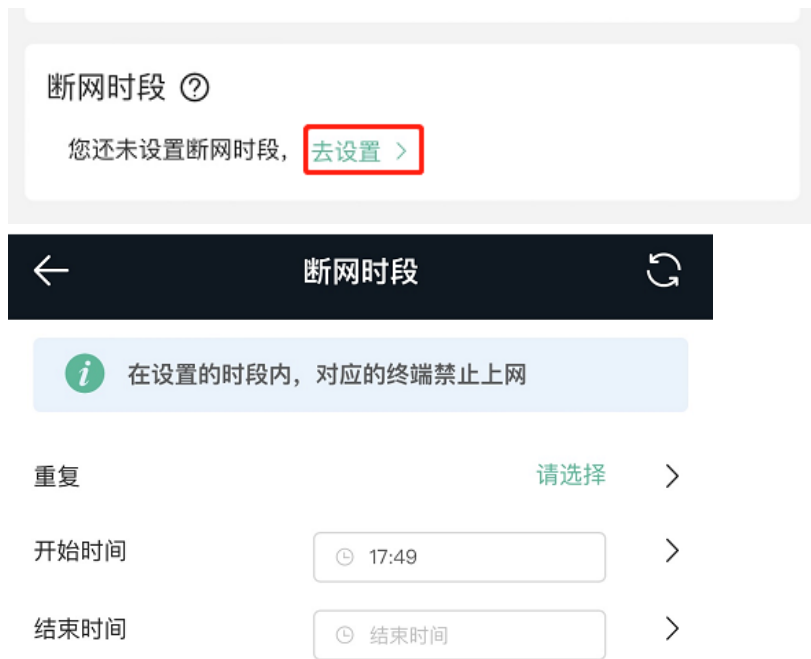 断网时段 ?
您还未设置断网时段，去设置 >
断网时段
i 在设置的时段内，对应的终端禁止上网
重复 请选择
开始时间 17:49
结束时间 结束时间